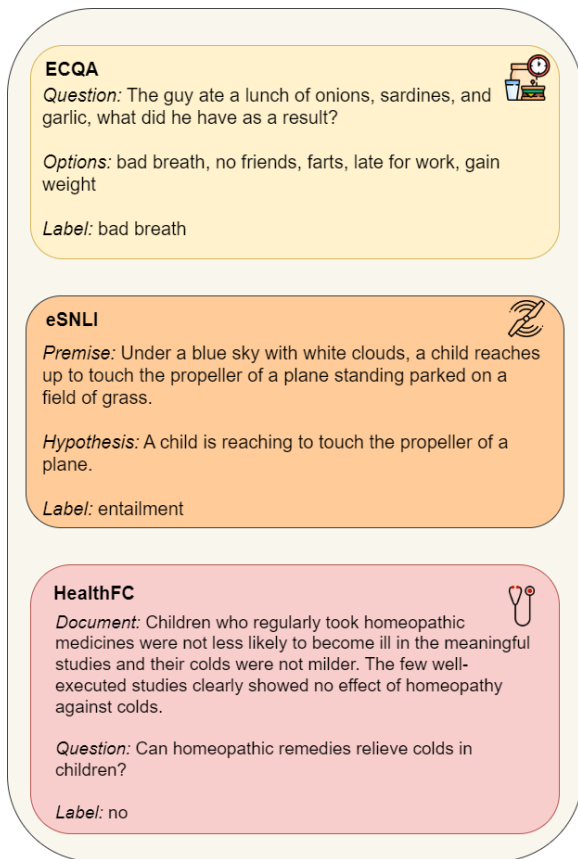 ECQA
Question: The guy ate a lunch of onions, sardines, and
garlic, what did he have as a result?
Options: bad breath, no friends, farts, late for work, gain
weight
Label: bad breath
eSNLI
Premise: Under a blue sky with white clouds, a child reaches
up to touch the propeller of a plane standing parked on a
field of grass.
Hypothesis: A child is reaching to touch the propeller of a
plane.
Label: entailment
HealthFC
Document: Children who regularly took homeopathic
medicines were not less likely to become ill in the meaningful
studies and their colds were not milder. The few well-
executed studies clearly showed no effect of homeopathy
against colds.
Question: Can homeopathic remedies relieve colds in
children?
Label: no